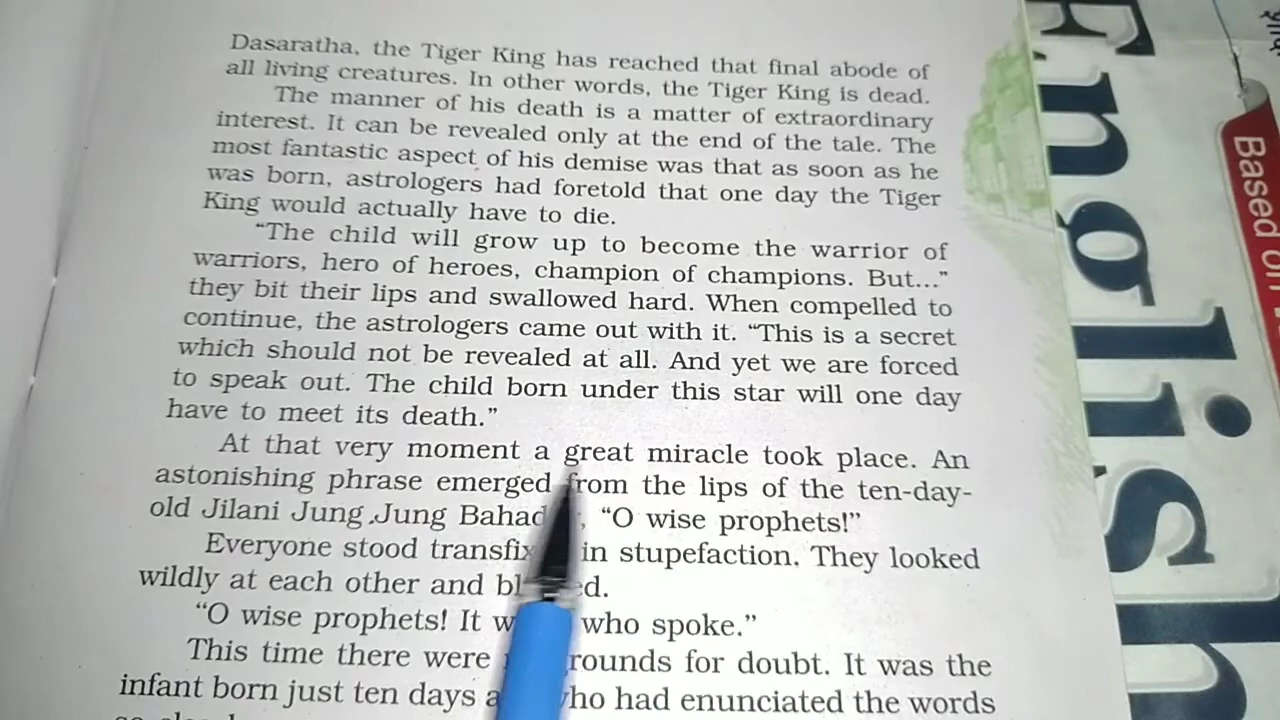 Dasaratha, the Tiger King has reached that final abode of
all living creatures. In other words, the Tiger King is dead.
The manner of his death is a matter of extraordinary
interest. It can be revealed only at the end of the tale. The
most fantastic aspect of his demise was that as soon as he
was born, astrologers had foretold that one day the Tiger
King would actually have to die.
“The child will grow up to become the warrior of
warriors, hero of heroes, champion of champions. But...”
they bit their lips and swallowed hard. When compelled to
continue, the astrologers came out with it. “This is a secret
which should not be revealed at all. And yet we are forced
to speak out. The child born under this star will one day
have to meet its death.”
At that very moment a great miracle took place. An
astonishing phrase emerged from the lips of the ten-day-
old Jilani Jung Jung Bahad , “O wise prophets!”
Everyone stood transfix in stupefaction. They looked
wildly at each other and bl ed.
“O wise prophets! It w who spoke.”
This time there were rounds for doubt. It was the
infant born just ten days a ho had enunciated the words
English
Based on